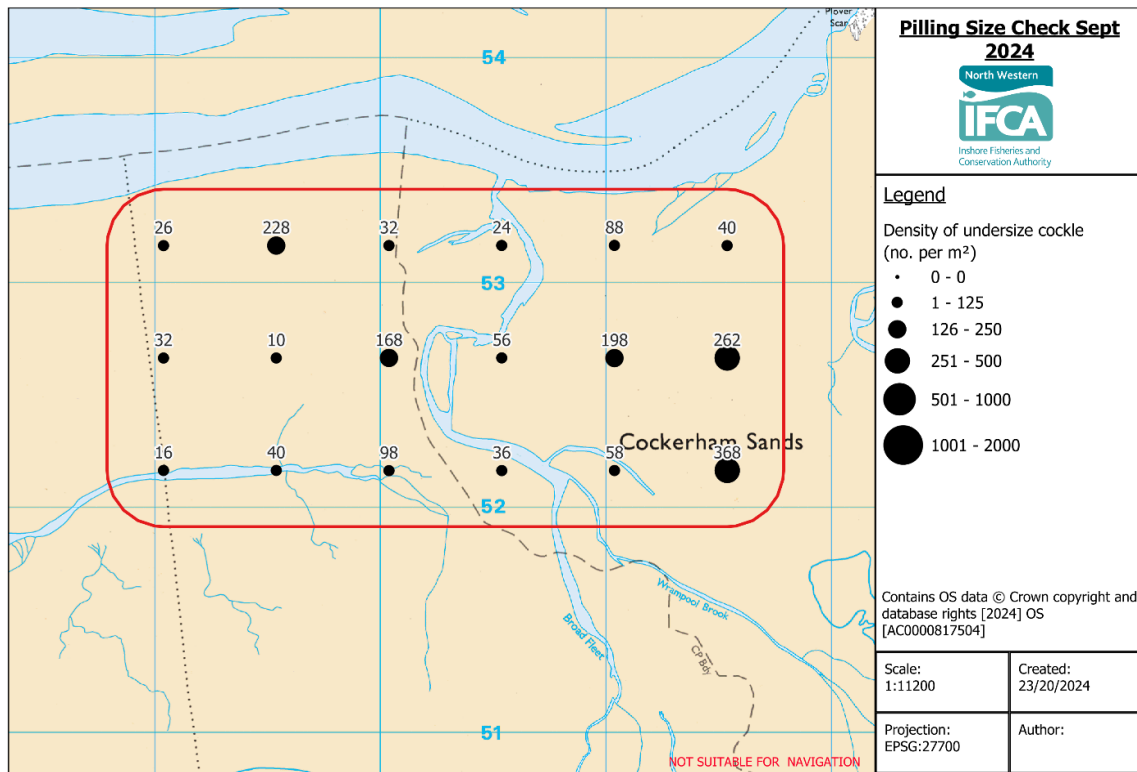 Plover
Scar
54
26
228
32
24
88
40
53
32
10
168
56
198
262
Cockerham Sands
16
40
98
36
58
368
52
Wrampool Brook
Broad Fleet
CP Bdy
51
NOT SUITABLE FOR NAVIGATION
Pilling Size Check Sept
2024
North Western
IFCA
Inshore Fisheries and
Conservation Authority
Legend
Density of undersize cockle
(no. per m²)
0 - 0
1 - 125
126 - 250
251 - 500
501 - 1000
1001 - 2000
Contains OS data © Crown copyright and
database rights [2024] OS
[AC0000817504]
Scale:
1:11200
Created:
23/20/2024
Projection:
EPSG:27700
Author: